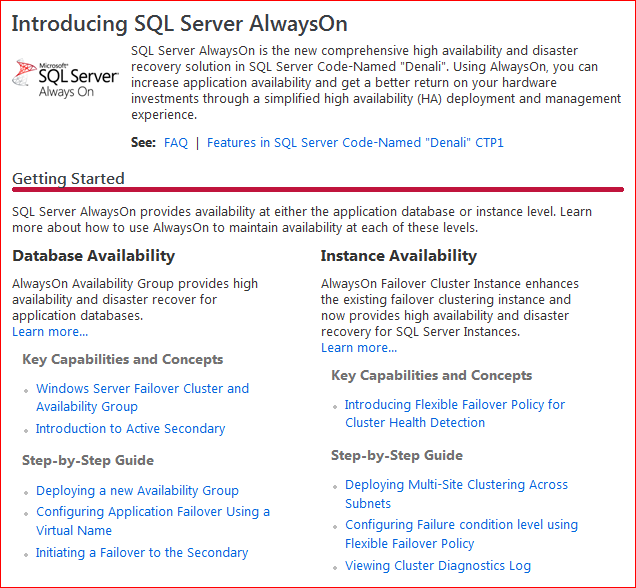 Introducing SQL Server AlwaysOn
Microsoft
SQL Server
Always On
SQL Server AlwaysOn is the new comprehensive high availability and disaster
recovery solution in SQL Server Code-Named "Denali". Using AlwaysOn, you can
increase application availability and get a better return on your hardware
investments through a simplified high availability (HA) deployment and management
experience.
See: FAQ | Features in SQL Server Code-Named "Denali" CTP1
Getting Started
SQL Server AlwaysOn provides availability at either the application database or instance level. Learn
more about how to use AlwaysOn to maintain availability at each of these levels.
Database Availability
AlwaysOn Availability Group provides high
availability and disaster recover for
application databases.
Learn more...
Key Capabilities and Concepts
Windows Server Failover Cluster and
Availability Group
Introduction to Active Secondary
Step-by-Step Guide
Deploying a new Availability Group
Configuring Application Failover Using a
Virtual Name
Initiating a Failover to the Secondary
Instance Availability
AlwaysOn Failover Cluster Instance enhances
the existing failover clustering instance and
now provides high availability and disaster
recovery for SQL Server Instances.
Learn more...
Key Capabilities and Concepts
Introducing Flexible Failover Policy for
Cluster Health Detection
Step-by-Step Guide
Deploying Multi-Site Clustering Across
Subnets
Configuring Failure condition level using
Flexible Failover Policy
Viewing Cluster Diagnostics Log